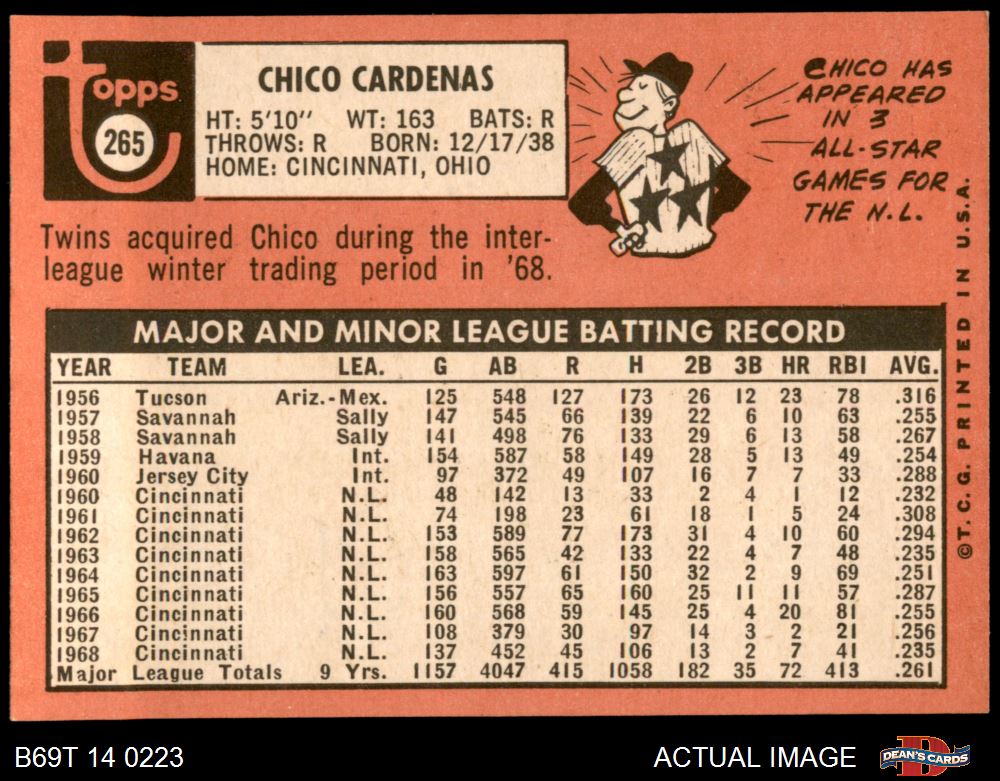 Topps
265
CHICO CARDENAS
HT: 5'10" WT: 163 BATS: R
THROWS: R BORN: 12/17/38
HOME: CINCINNATI, OHIO
CHICO HAS
APPEARED
IN 3
ALL-STAR
GAMES FOR
THE N.L.
Twins acquired Chico during the inter-
league winter trading period in '68.
MAJOR AND MINOR LEAGUE BATTING RECORD
YEAR TEAM LEA. G AB R H 2B 3B HR RBI AVG.
1956 Tucson Ariz.-Mex. 125 548 127 173 26 12 23 78 .316
1957 Savannah Sally 147 545 66 139 22 6 10 63 .255
1958 Savannah Sally 141 498 76 133 29 6 13 58 .267
1959 Havana Int. 154 587 58 149 28 5 13 49 .254
1960 Jersey City Int. 97 372 49 107 16 7 7 33 .288
1960 Cincinnati N.L. 48 142 13 33 2 4 1 12 .232
1961 Cincinnati N.L. 74 198 23 61 18 1 5 24 .308
1962 Cincinnati N.L. 153 589 77 173 31 4 10 60 .294
1963 Cincinnati N.L. 158 565 42 133 22 4 7 48 .235
1964 Cincinnati N.L. 163 597 61 150 32 2 9 69 .251
1965 Cincinnati N.L. 156 557 65 160 25 11 11 57 .287
1966 Cincinnati N.L. 160 568 59 145 25 4 20 81 .255
1967 Cincinnati N.L. 108 379 30 97 14 3 2 21 .256
1968 Cincinnati N.L. 137 452 45 106 13 2 7 41 .235
Major League Totals 9 Yrs. 1157 4047 415 1058 182 35 72 413 .261
©T.C.G. PRINTED IN U.S.A.
B69T 14 0223
ACTUAL IMAGE
DEAN'S CARDS